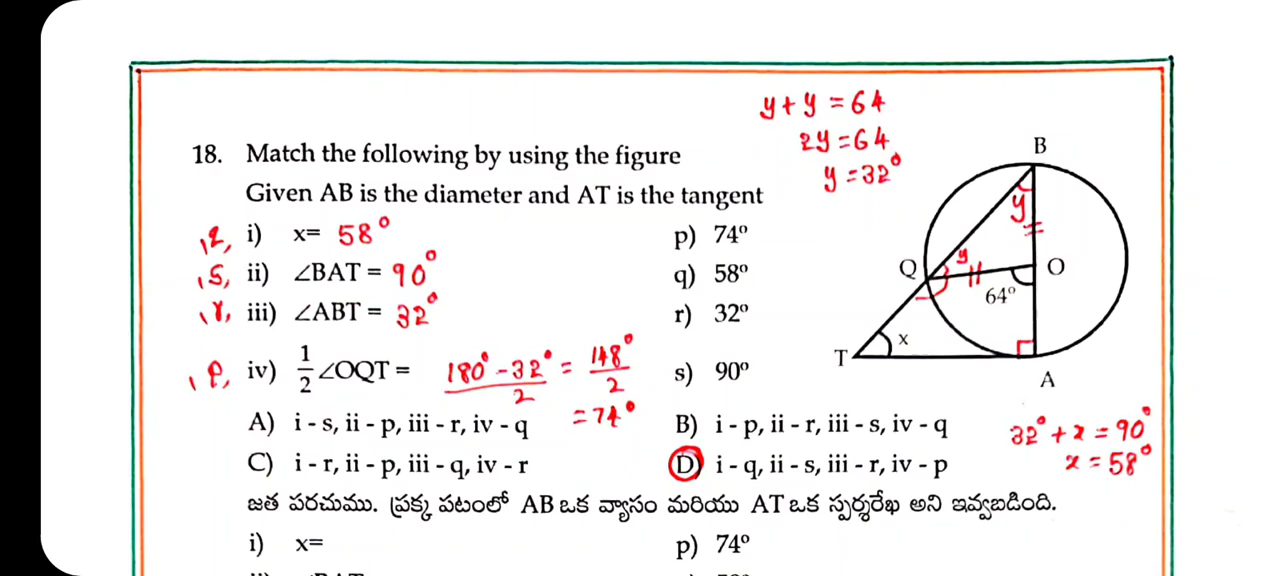 y + y = 64
2y = 64
y = 32°
18. Match the following by using the figure
Given AB is the diameter and AT is the tangent
i) x= 58° p) 74°
ii) ∠BAT = 90° q) 58°
iii) ∠ABT = 32° r) 32°
iv) 1/2 ∠OQT = (180° - 32°)/2 = 148°/2 s) 90°
= 74°
A) i - s, ii - p, iii - r, iv - q B) i - p, ii - r, iii - s, iv - q
C) i - r, ii - p, iii - q, iv - r D) i - q, ii - s, iii - r, iv - p
B
y
y
Q O
64°
x
T
A
32° + x = 90°
x = 58°
జత పరచుము. ప్రక్క పటంలో AB ఒక వ్యాసం మరియు AT ఒక స్పర్శరేఖ అని ఇవ్వబడింది.
i) x= p) 74°